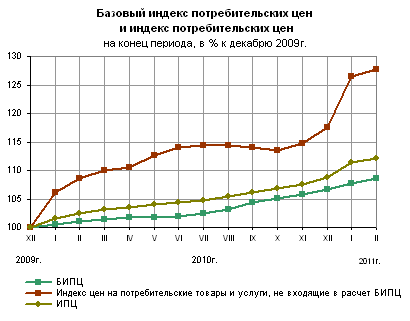 Базовый индекс потребительских цен
и индекс потребительских цен
на конец периода, в % к декабрю 2009г.
130
125
120
115
110
105
100
XII I II III IV V VI VII VIII IX X XI XII I II
2009г. 2010г. 2011г.
БИПЦ
Индекс цен на потребительские товары и услуги, не входящие в расчет БИПЦ
ИПЦ